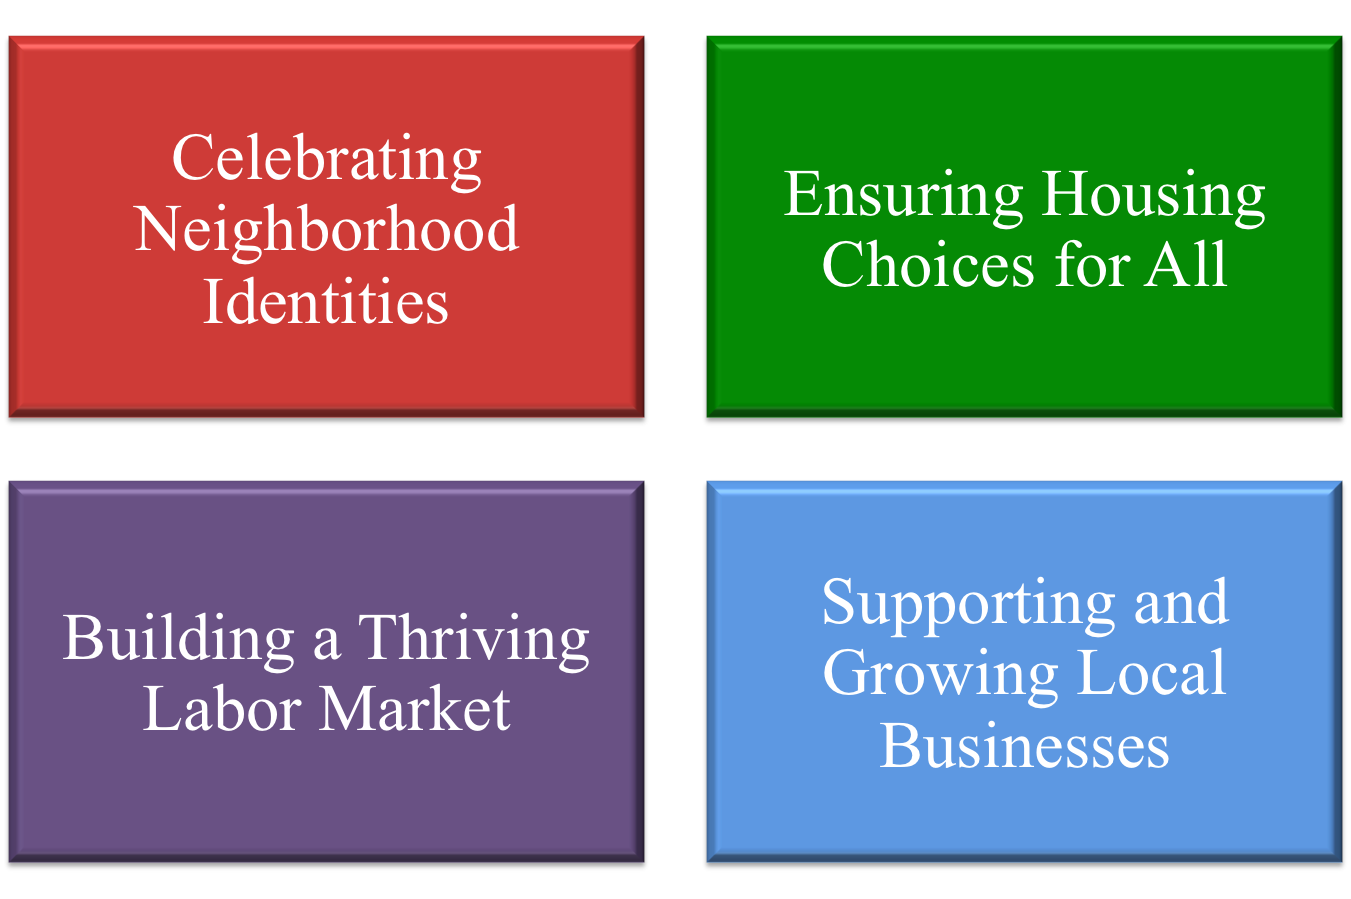 Celebrating
Neighborhood
Identities
Ensuring Housing
Choices for All
Building a Thriving
Labor Market
Supporting and
Growing Local
Businesses